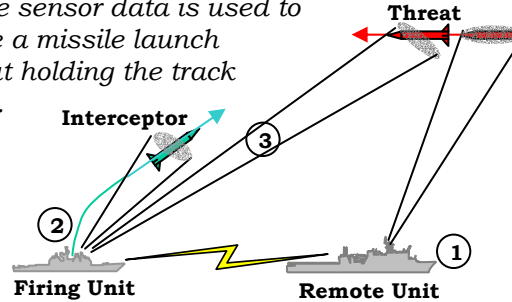 e sensor data is used to
e a missile launch
t holding the track
Threat
Interceptor
3
2
1
Firing Unit
Remote Unit